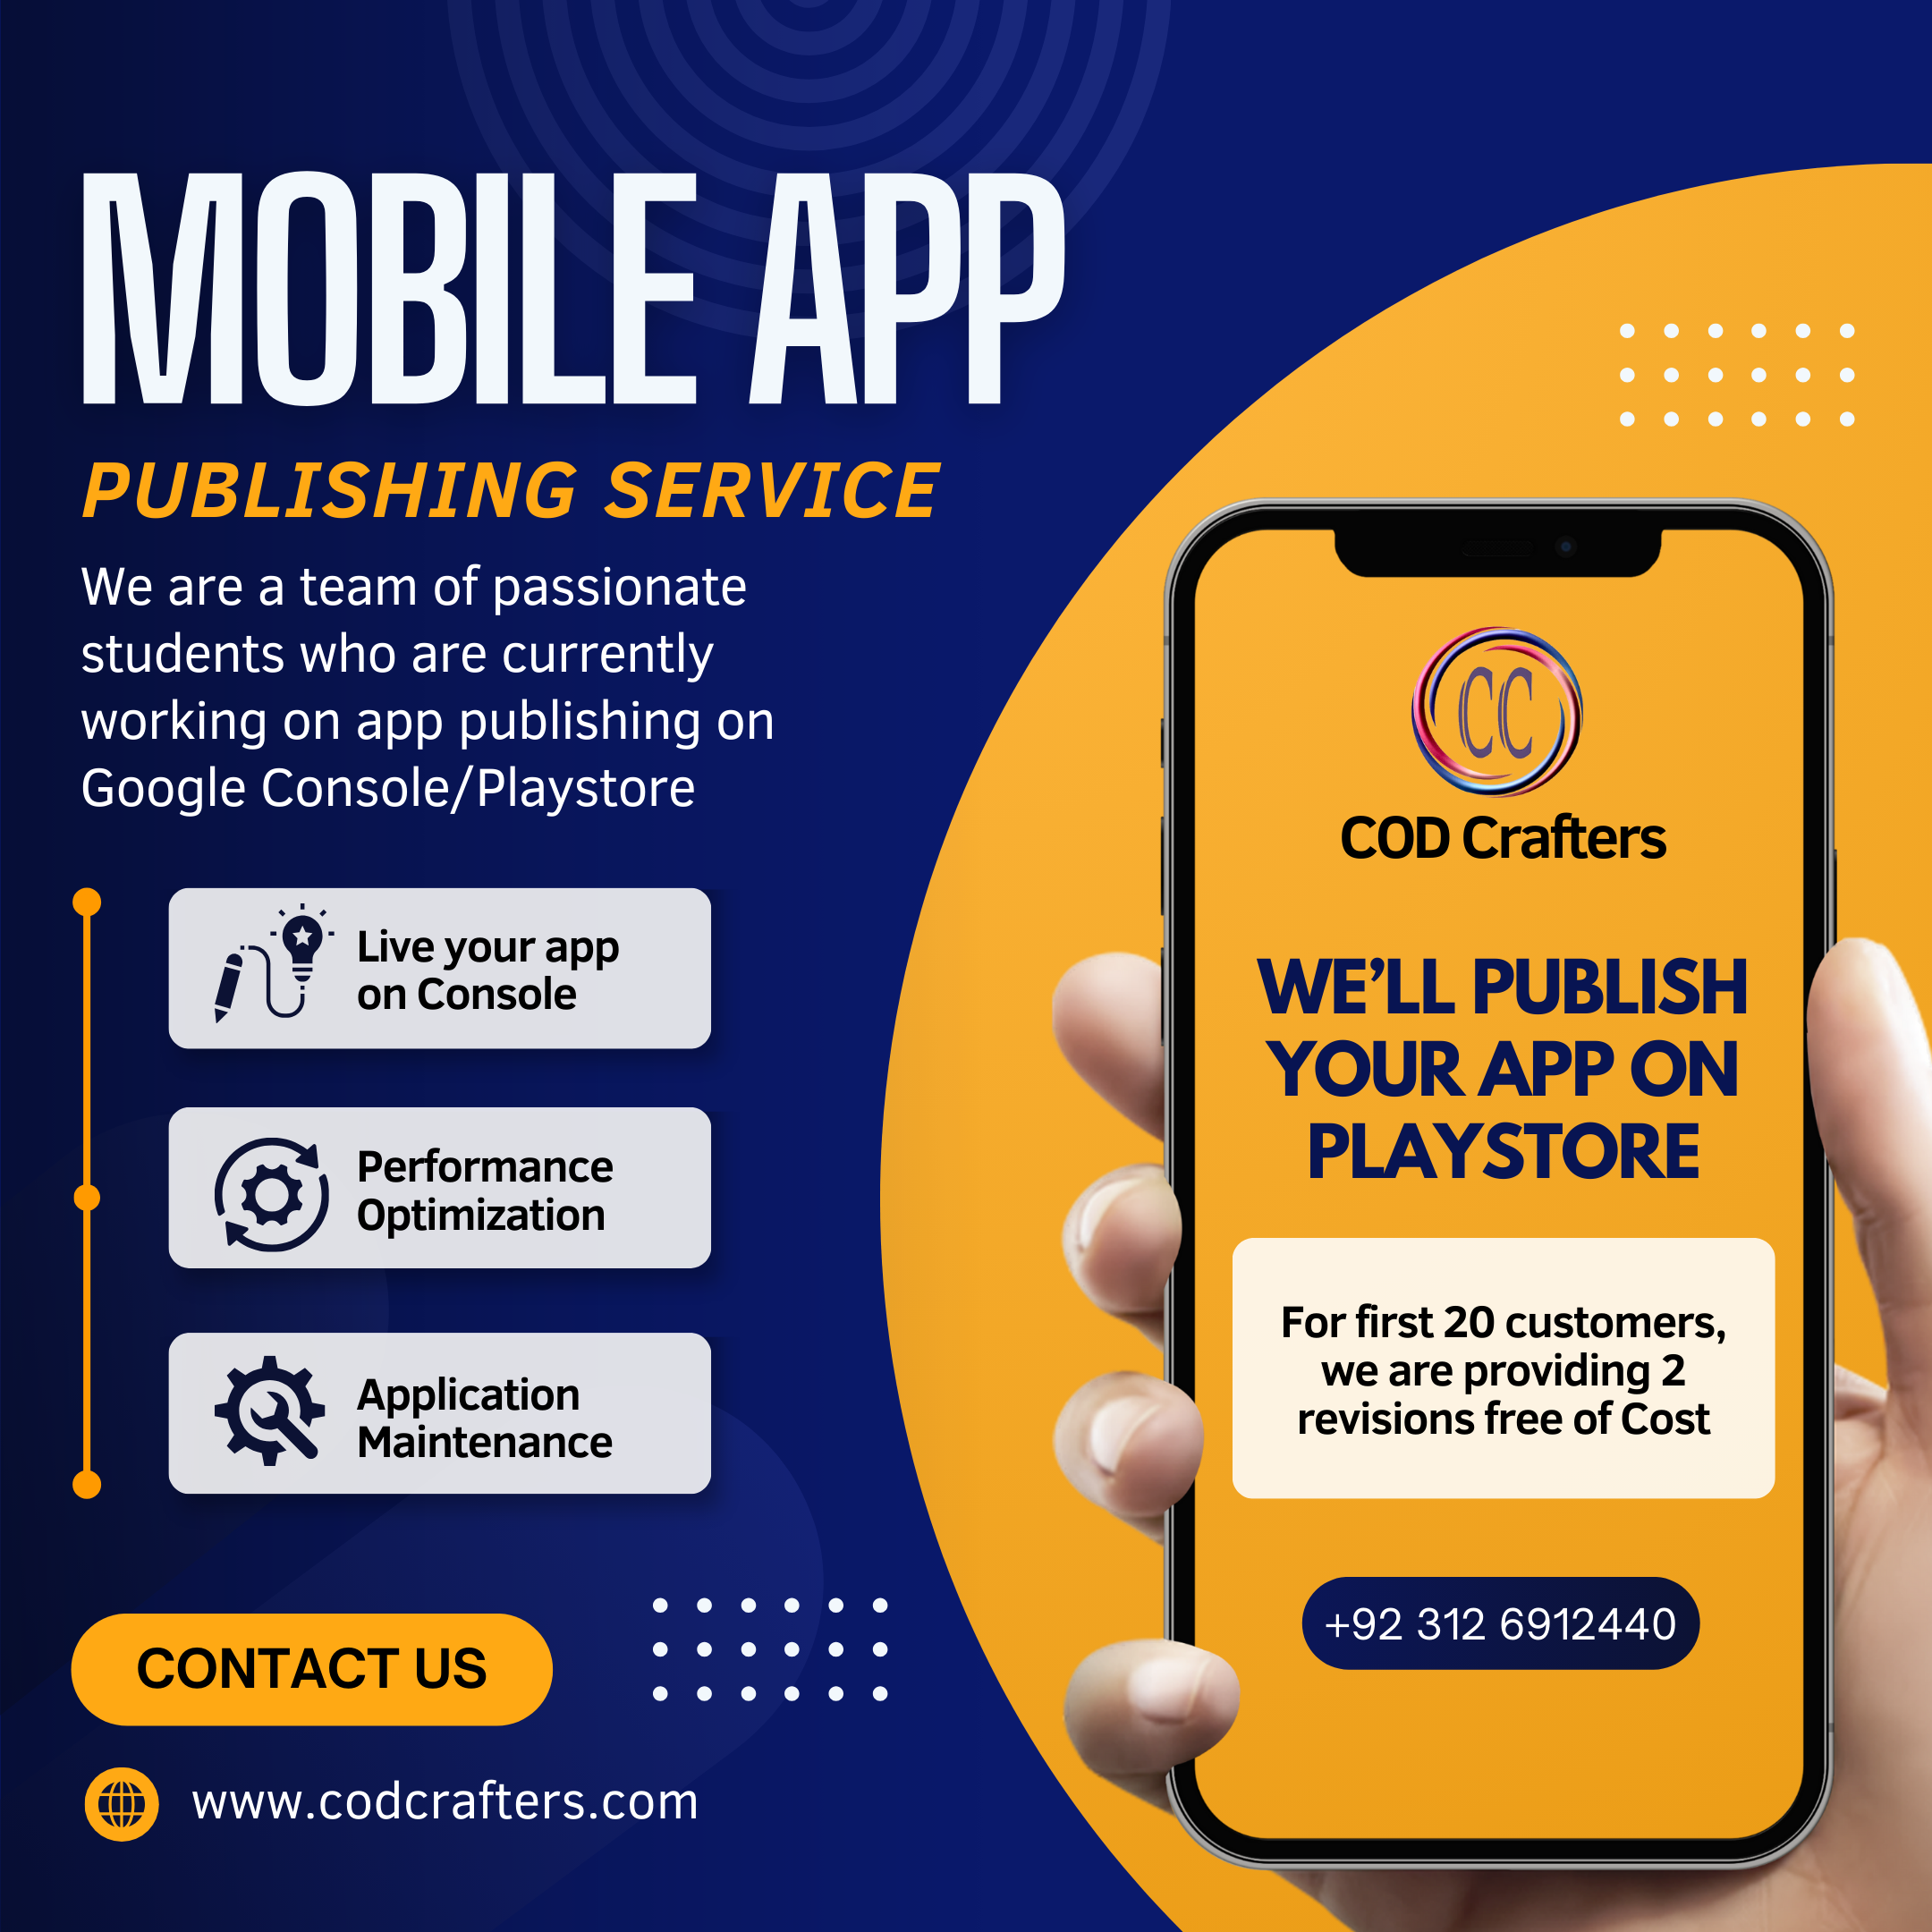 MOBILE APP
PUBLISHING SERVICE
We are a team of passionate
students who are currently
working on app publishing on
Google Console/Playstore
Live your app
on Console
Performance
Optimization
Application
Maintenance
CONTACT US
www.codcrafters.com
CC
COD Crafters
WE'LL PUBLISH
YOUR APP ON
PLAYSTORE
For first 20 customers,
we are providing 2
revisions free of Cost
+92 312 6912440